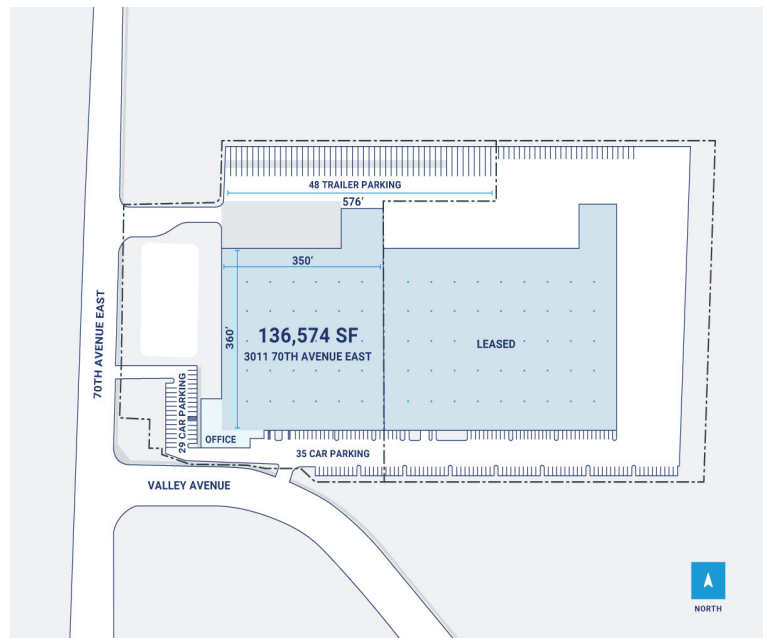 48 TRAILER PARKING
576'
350'
360'
136,574 SF
3011 70TH AVENUE EAST
LEASED
70TH AVENUE EAST
29 CAR PARKING
OFFICE
35 CAR PARKING
VALLEY AVENUE
NORTH